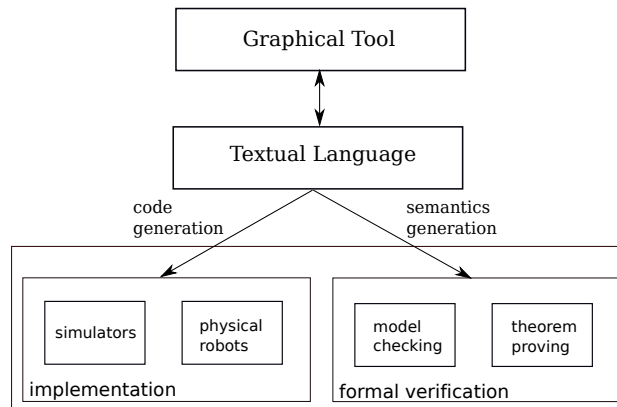 Graphical Tool
Textual Language
code
generation
semantics
generation
simulators
physical
robots
implementation
model
checking
theorem
proving
formal verification